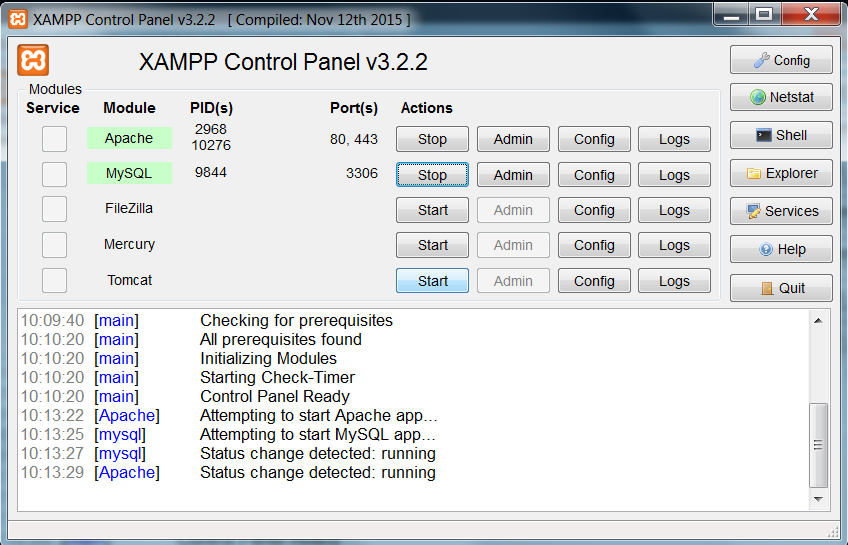 XAMPP Control Panel v3.2.2 [ Compiled: Nov 12th 2015 ]
XAMPP Control Panel v3.2.2
Config
Modules
Service Module PID(s) Port(s) Actions
Netstat
Apache 2968 10276 80, 443 Stop Admin Config Logs
Shell
MySQL 9844 3306 Stop Admin Config Logs
Explorer
FileZilla Start Admin Config Logs
Services
Mercury Start Admin Config Logs
Help
Tomcat Start Admin Config Logs
Quit
10:09:40 [main] Checking for prerequisites
10:10:20 [main] All prerequisites found
10:10:20 [main] Initializing Modules
10:10:20 [main] Starting Check-Timer
10:10:20 [main] Control Panel Ready
10:13:22 [Apache] Attempting to start Apache app...
10:13:25 [mysql] Attempting to start MySQL app...
10:13:27 [mysql] Status change detected: running
10:13:29 [Apache] Status change detected: running